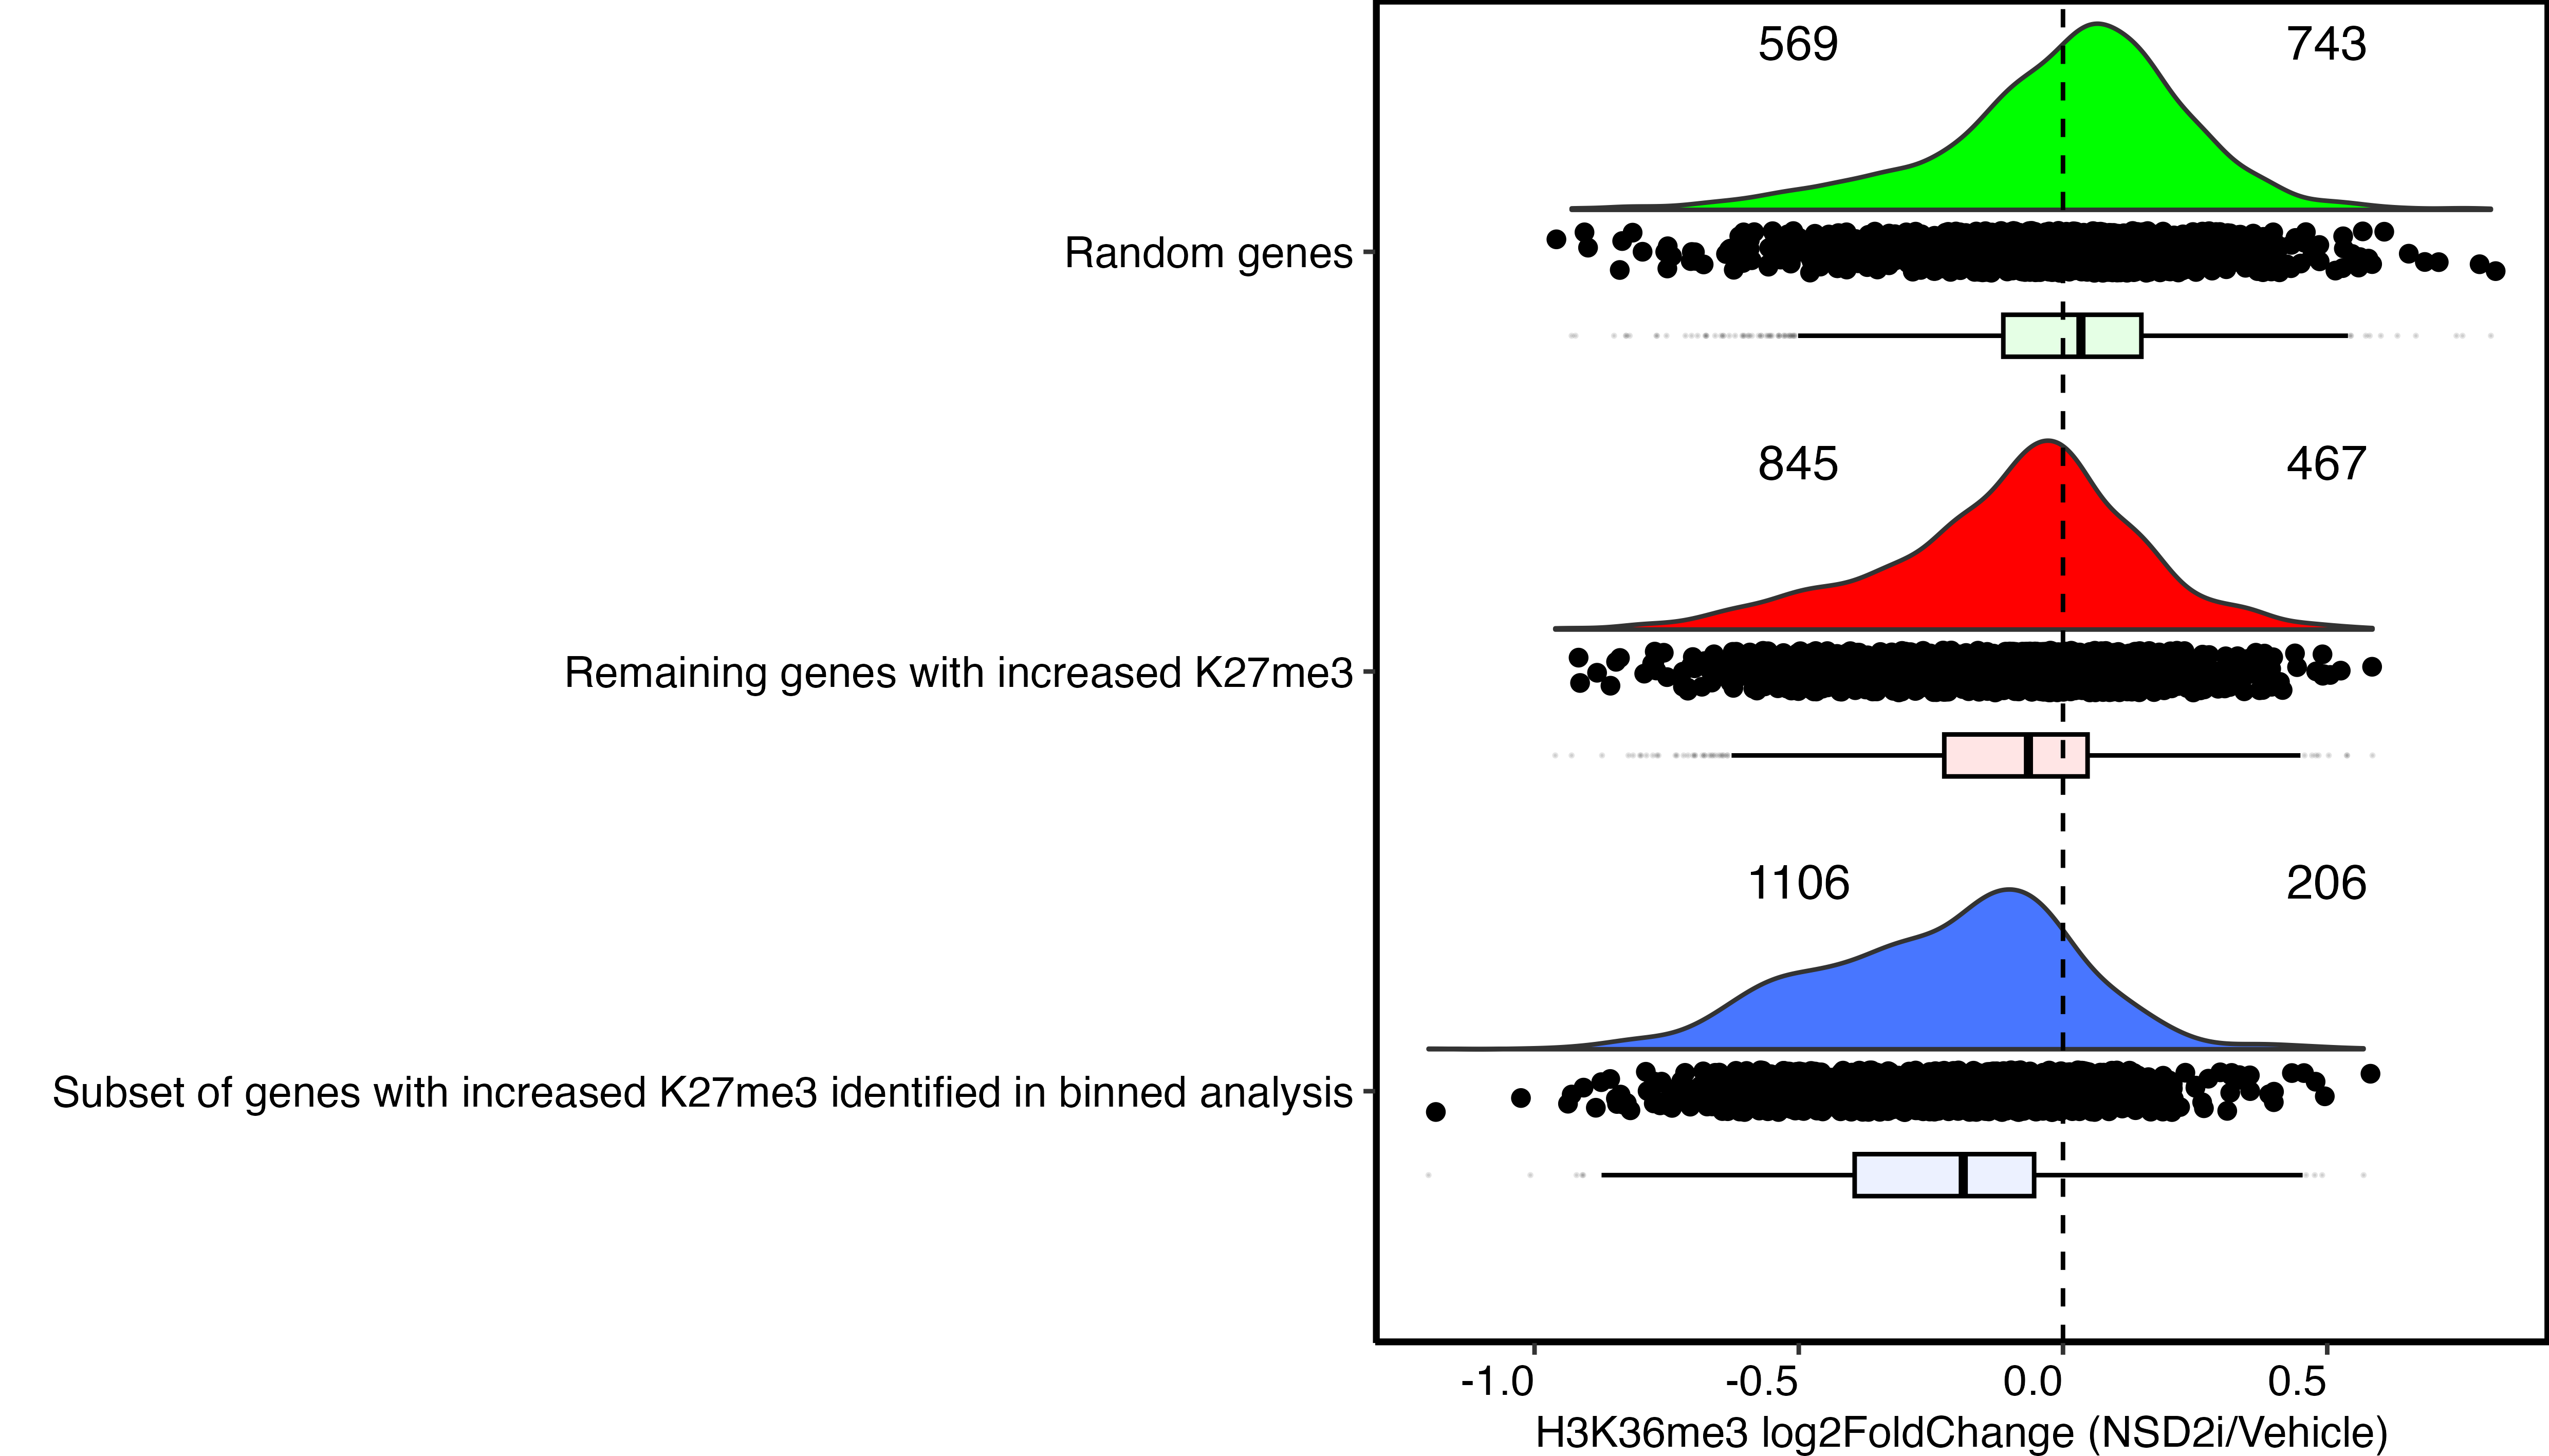 569 743
Random genes
845 467
Remaining genes with increased K27me3
1106 206
Subset of genes with increased K27me3 identified in binned analysis
-1.0 -0.5 0.0 0.5
H3K36me3 log2FoldChange (NSD2i/Vehicle)